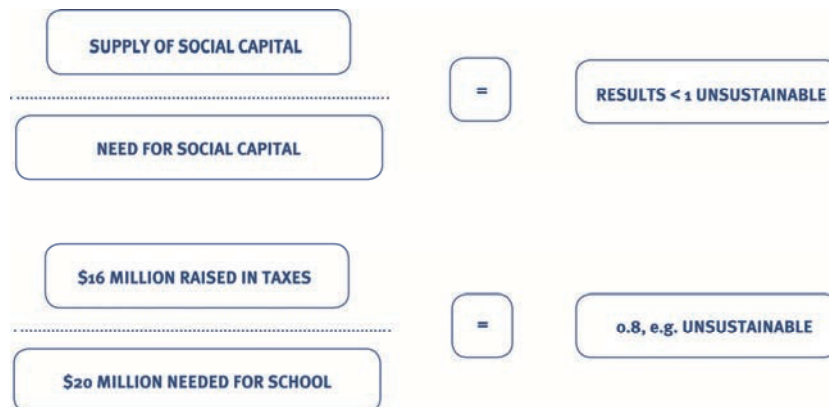 SUPPLY OF SOCIAL CAPITAL
=
RESULTS < 1 UNSUSTAINABLE
NEED FOR SOCIAL CAPITAL
$16 MILLION RAISED IN TAXES
=
0.8, e.g. UNSUSTAINABLE
$20 MILLION NEEDED FOR SCHOOL